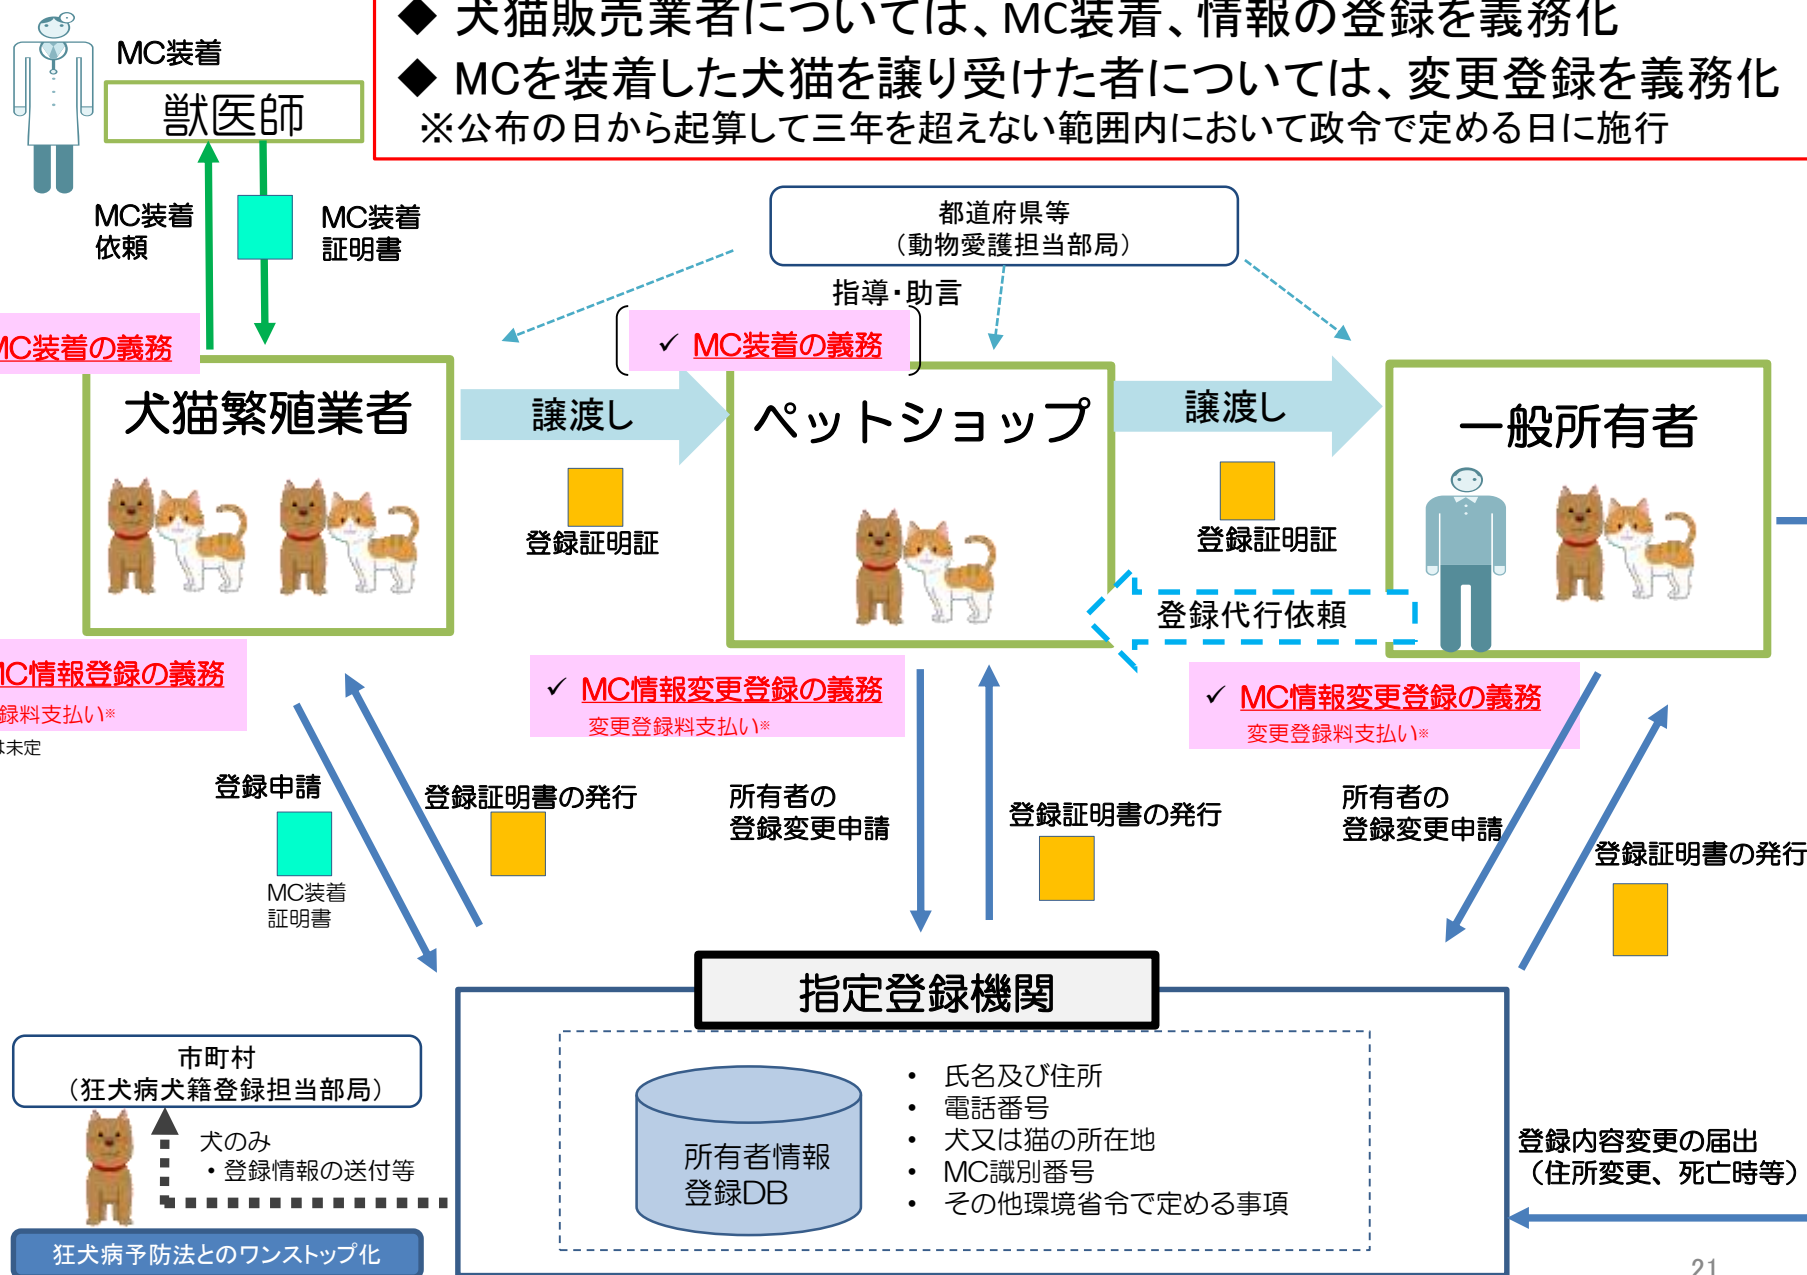 ◆ 犬猫販売業者については、MC装着、情報の登録を義務化
◆ MCを装着した犬猫を譲り受けた者については、変更登録を義務化
※公布の日から起算して三年を超えない範囲内において政令で定める日に施行
MC装着
獣医師
MC装着
依頼
MC装着
証明書
都道府県等
（動物愛護担当部局）
指導・助言
MC装着の義務
✓ MC装着の義務
犬猫繁殖業者
譲渡し
登録証明証
ペットショップ
譲渡し
登録証明証
一般所有者
登録代行依頼
MC情報登録の義務
録料支払い※
は未定
✓ MC情報変更登録の義務
変更登録料支払い※
✓ MC情報変更登録の義務
変更登録料支払い※
登録申請
MC装着
証明書
登録証明書の発行
所有者の
登録変更申請
登録証明書の発行
所有者の
登録変更申請
登録証明書の発行
指定登録機関
所有者情報
登録DB
・ 氏名及び住所
・ 電話番号
・ 犬又は猫の所在地
・ MC識別番号
・ その他環境省令で定める事項
市町村
（狂犬病犬籍登録担当部局）
犬のみ
・登録情報の送付等
狂犬病予防法とのワンストップ化
登録内容変更の届出
（住所変更、死亡時等）
21